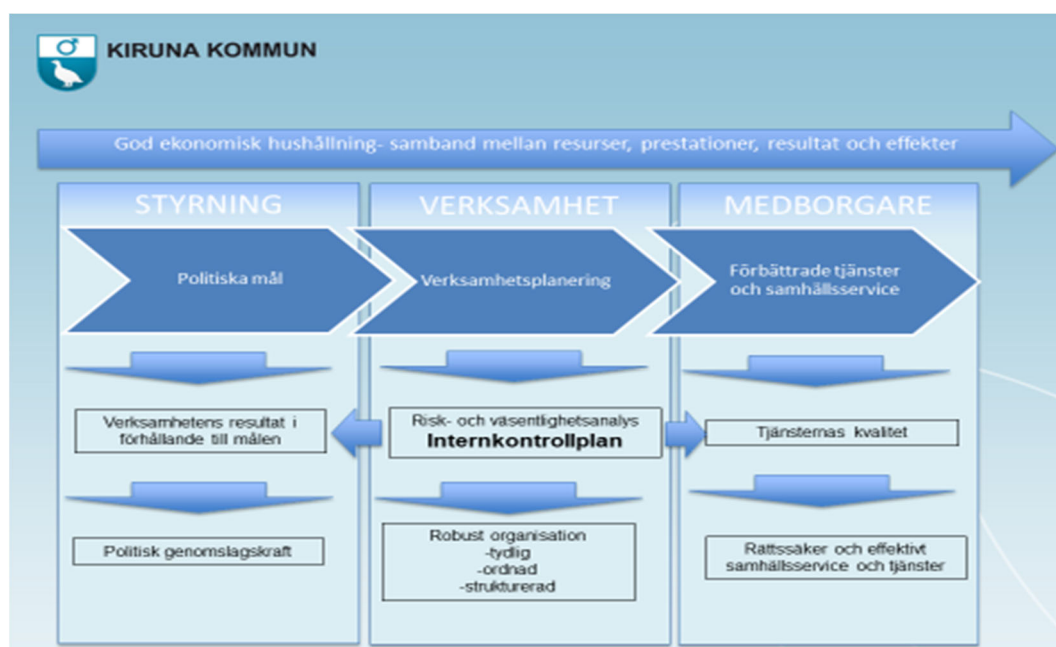 KIRUNA KOMMUN
God ekonomisk hushållning- samband mellan resurser, prestationer, resultat och effekter
STYRNING
VERKSAMHET
MEDBORGARE
Politiska mål
Verksamhetsplanering
Förbättrade tjänster
och samhällsservice
Verksamhetens resultat i
förhållande till målen
Risk- och väsentlighetsanalys
Internkontrollplan
Tjänsternas kvalitet
Politisk genomslagskraft
Robust organisation
-tydlig
-ordnad
-strukturerad
Rättssäker och effektivt
samhällsservice och tjänster